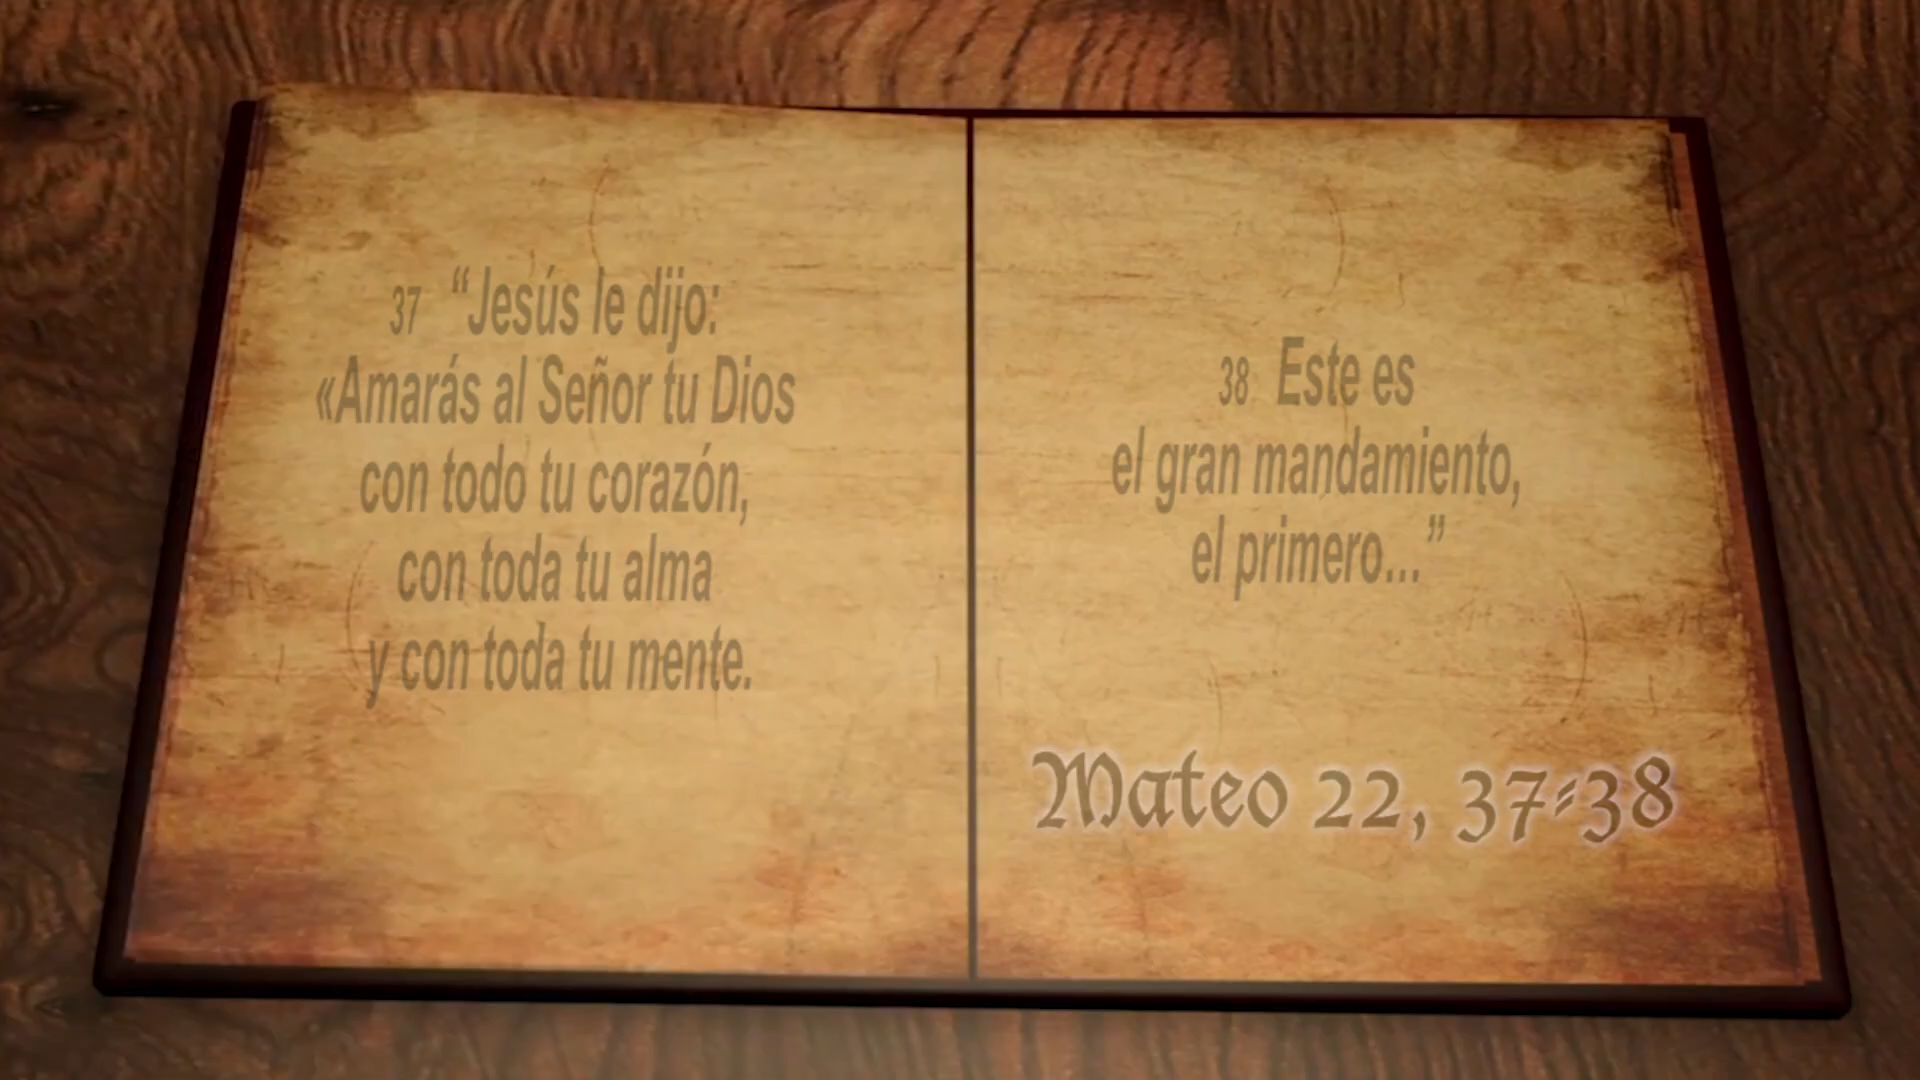 37 “Jesús le dijo:
«Amarás al Señor tu Dios
con todo tu corazón,
con toda tu alma
y con toda tu mente.
38 Este es
el gran mandamiento,
el primero...”
Mateo 22, 37-38